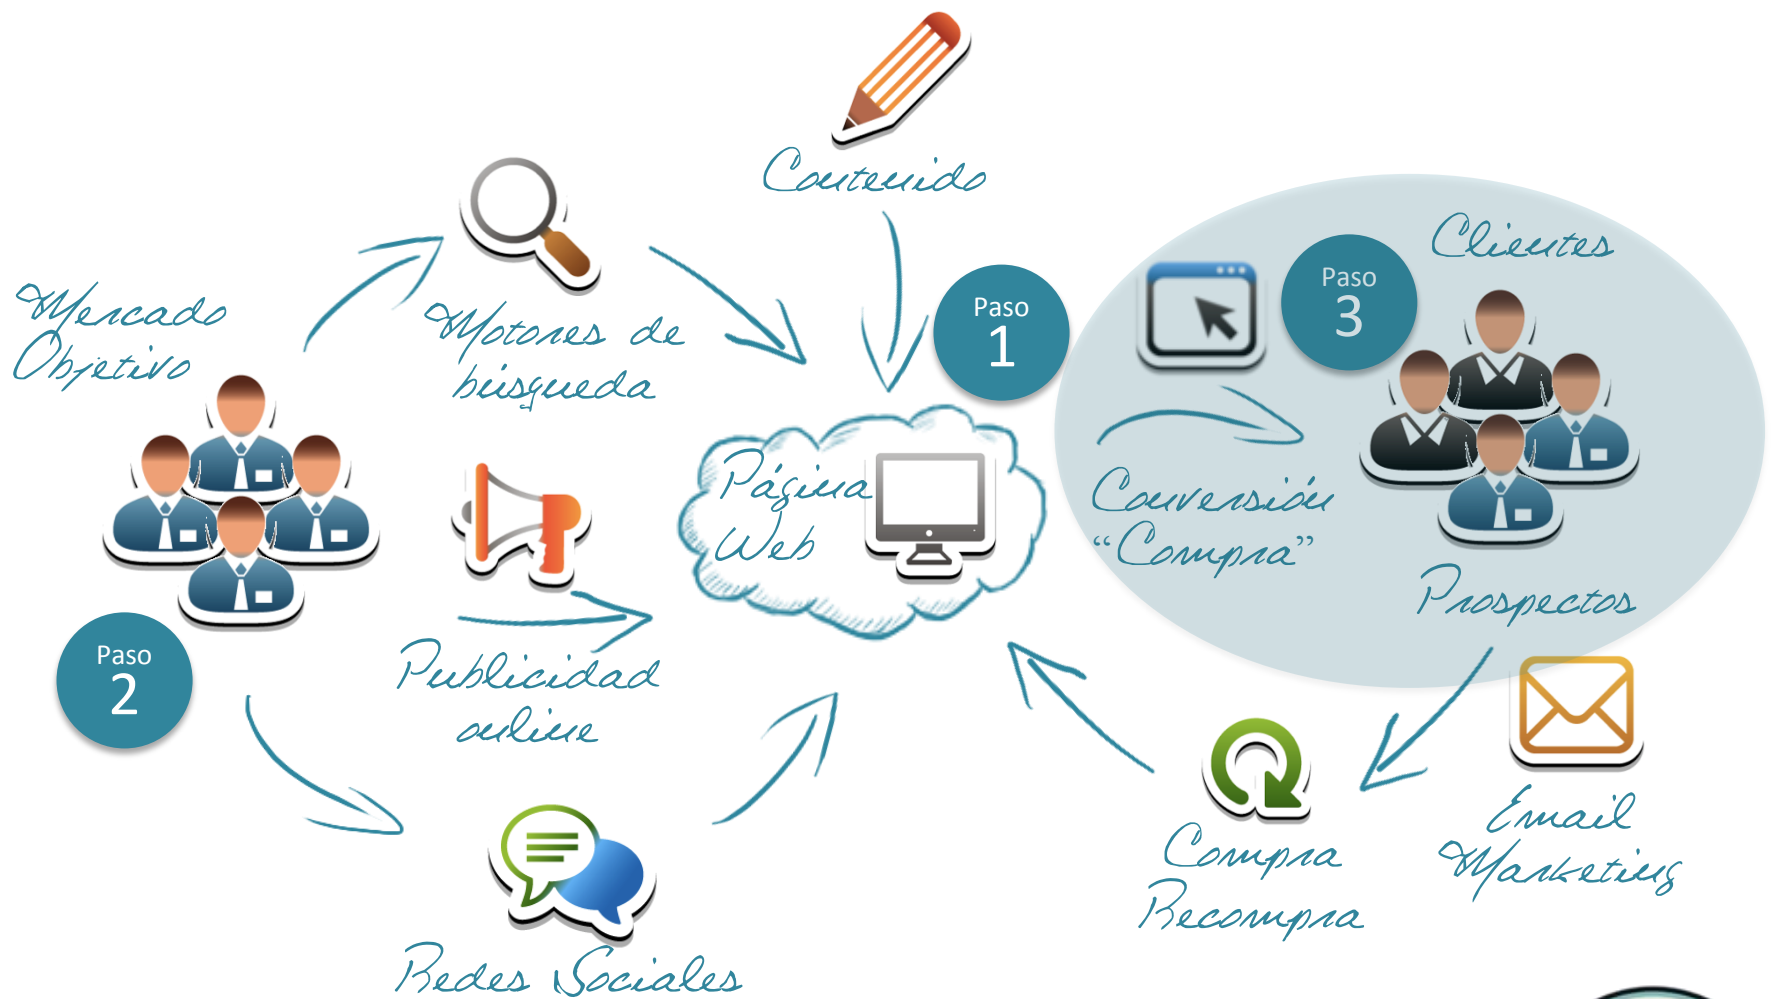 Contenido
Mercado
Objetivo
Motores de
búsqueda
Paso
1
Paso
3
Clientes
Página
Web
Conversión
“Compra”
Prospectos
Paso
2
Publicidad
online
Email
Marketing
Compra
Recompra
Redes Sociales